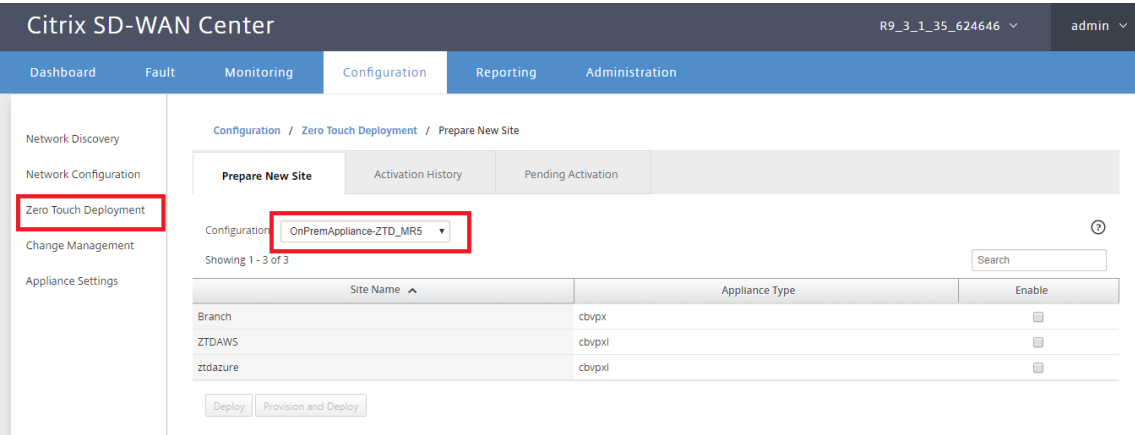 Citrix SD-WAN Center
R9_3_1_35_624646
admin
Dashboard Fault Monitoring Configuration Reporting Administration
Network Discovery
Network Configuration
Zero Touch Deployment
Change Management
Appliance Settings
Configuration / Zero Touch Deployment / Prepare New Site
Prepare New Site Activation History Pending Activation
Configuration OnPremAppliance-ZTD_MR5
?
Showing 1 - 3 of 3
Search
Site Name Appliance Type Enable
Branch cbvpx
ZTDAWS cbvpxl
ztdazure cbvpxl
Deploy Provision and Deploy